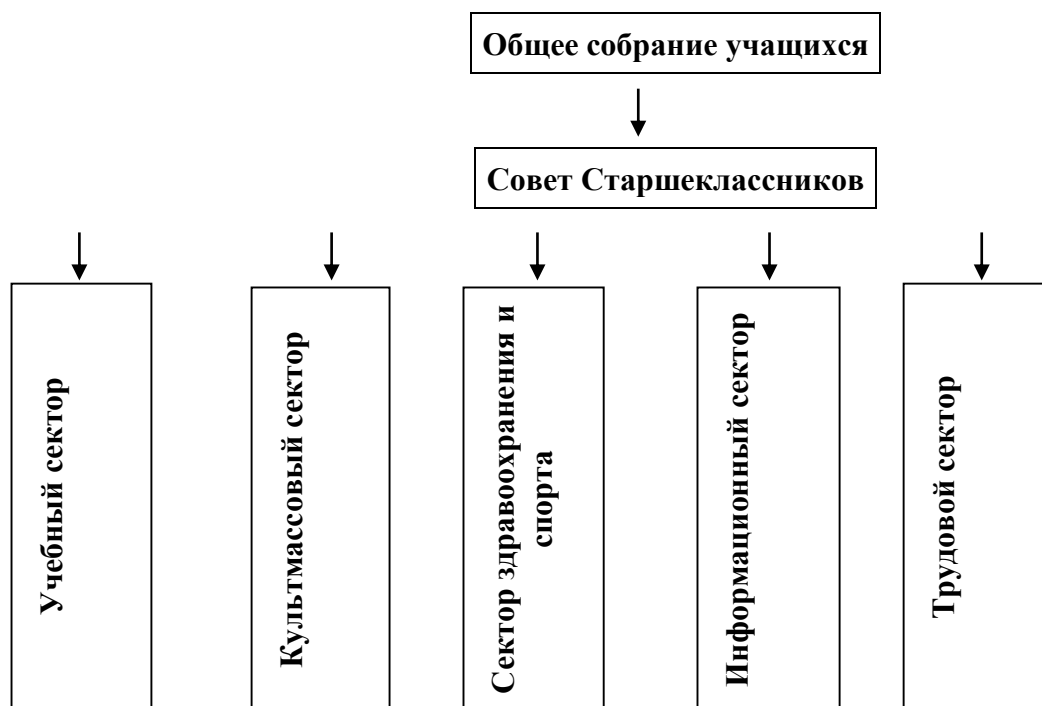 Общее собрание учащихся
Совет Старшеклассников
Учебный сектор
Культмассовый сектор
Сектор здравоохранения и
спорта
Информационный сектор
Трудовой сектор